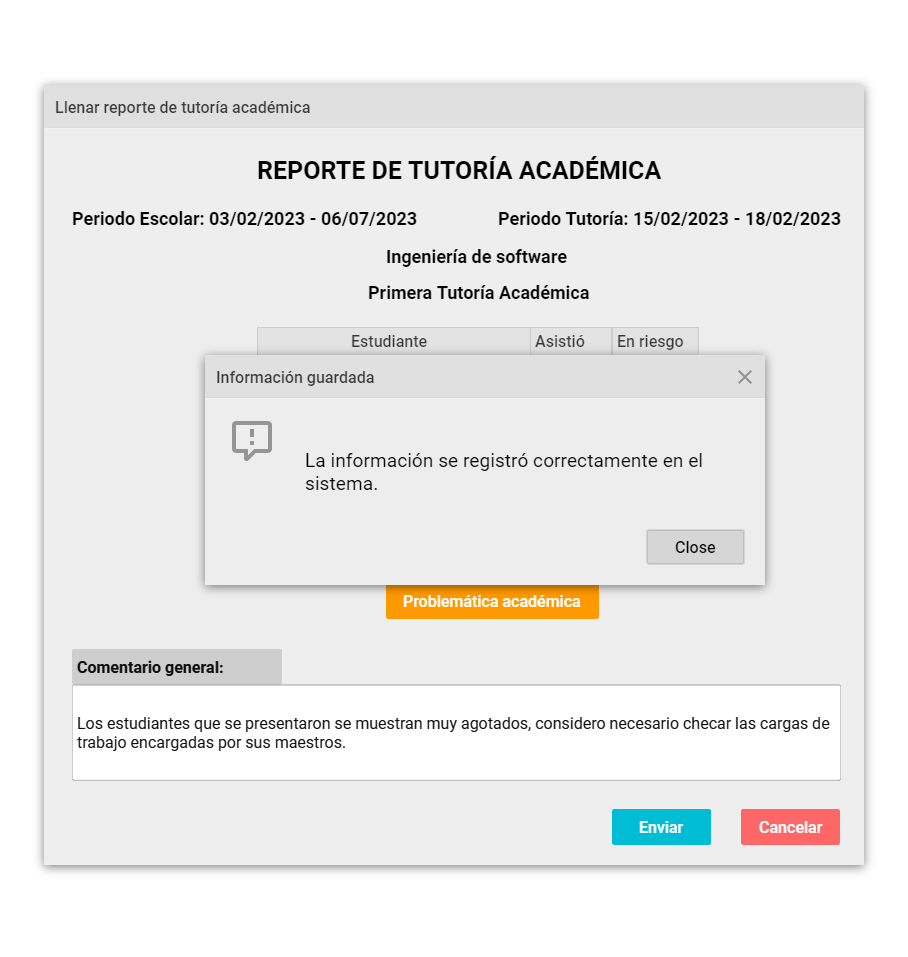 Llenar reporte de tutoría académica
REPORTE DE TUTORÍA ACADÉMICA
Periodo Escolar: 03/02/2023 - 06/07/2023
Periodo Tutoría: 15/02/2023 - 18/02/2023
Ingeniería de software
Primera Tutoría Académica
Estudiante
Asistió
En riesgo
Información guardada
La información se registró correctamente en el
sistema.
Close
Problemática académica
Comentario general:
Los estudiantes que se presentaron se muestran muy agotados, considero necesario checar las cargas de
trabajo encargadas por sus maestros.
Enviar
Cancelar